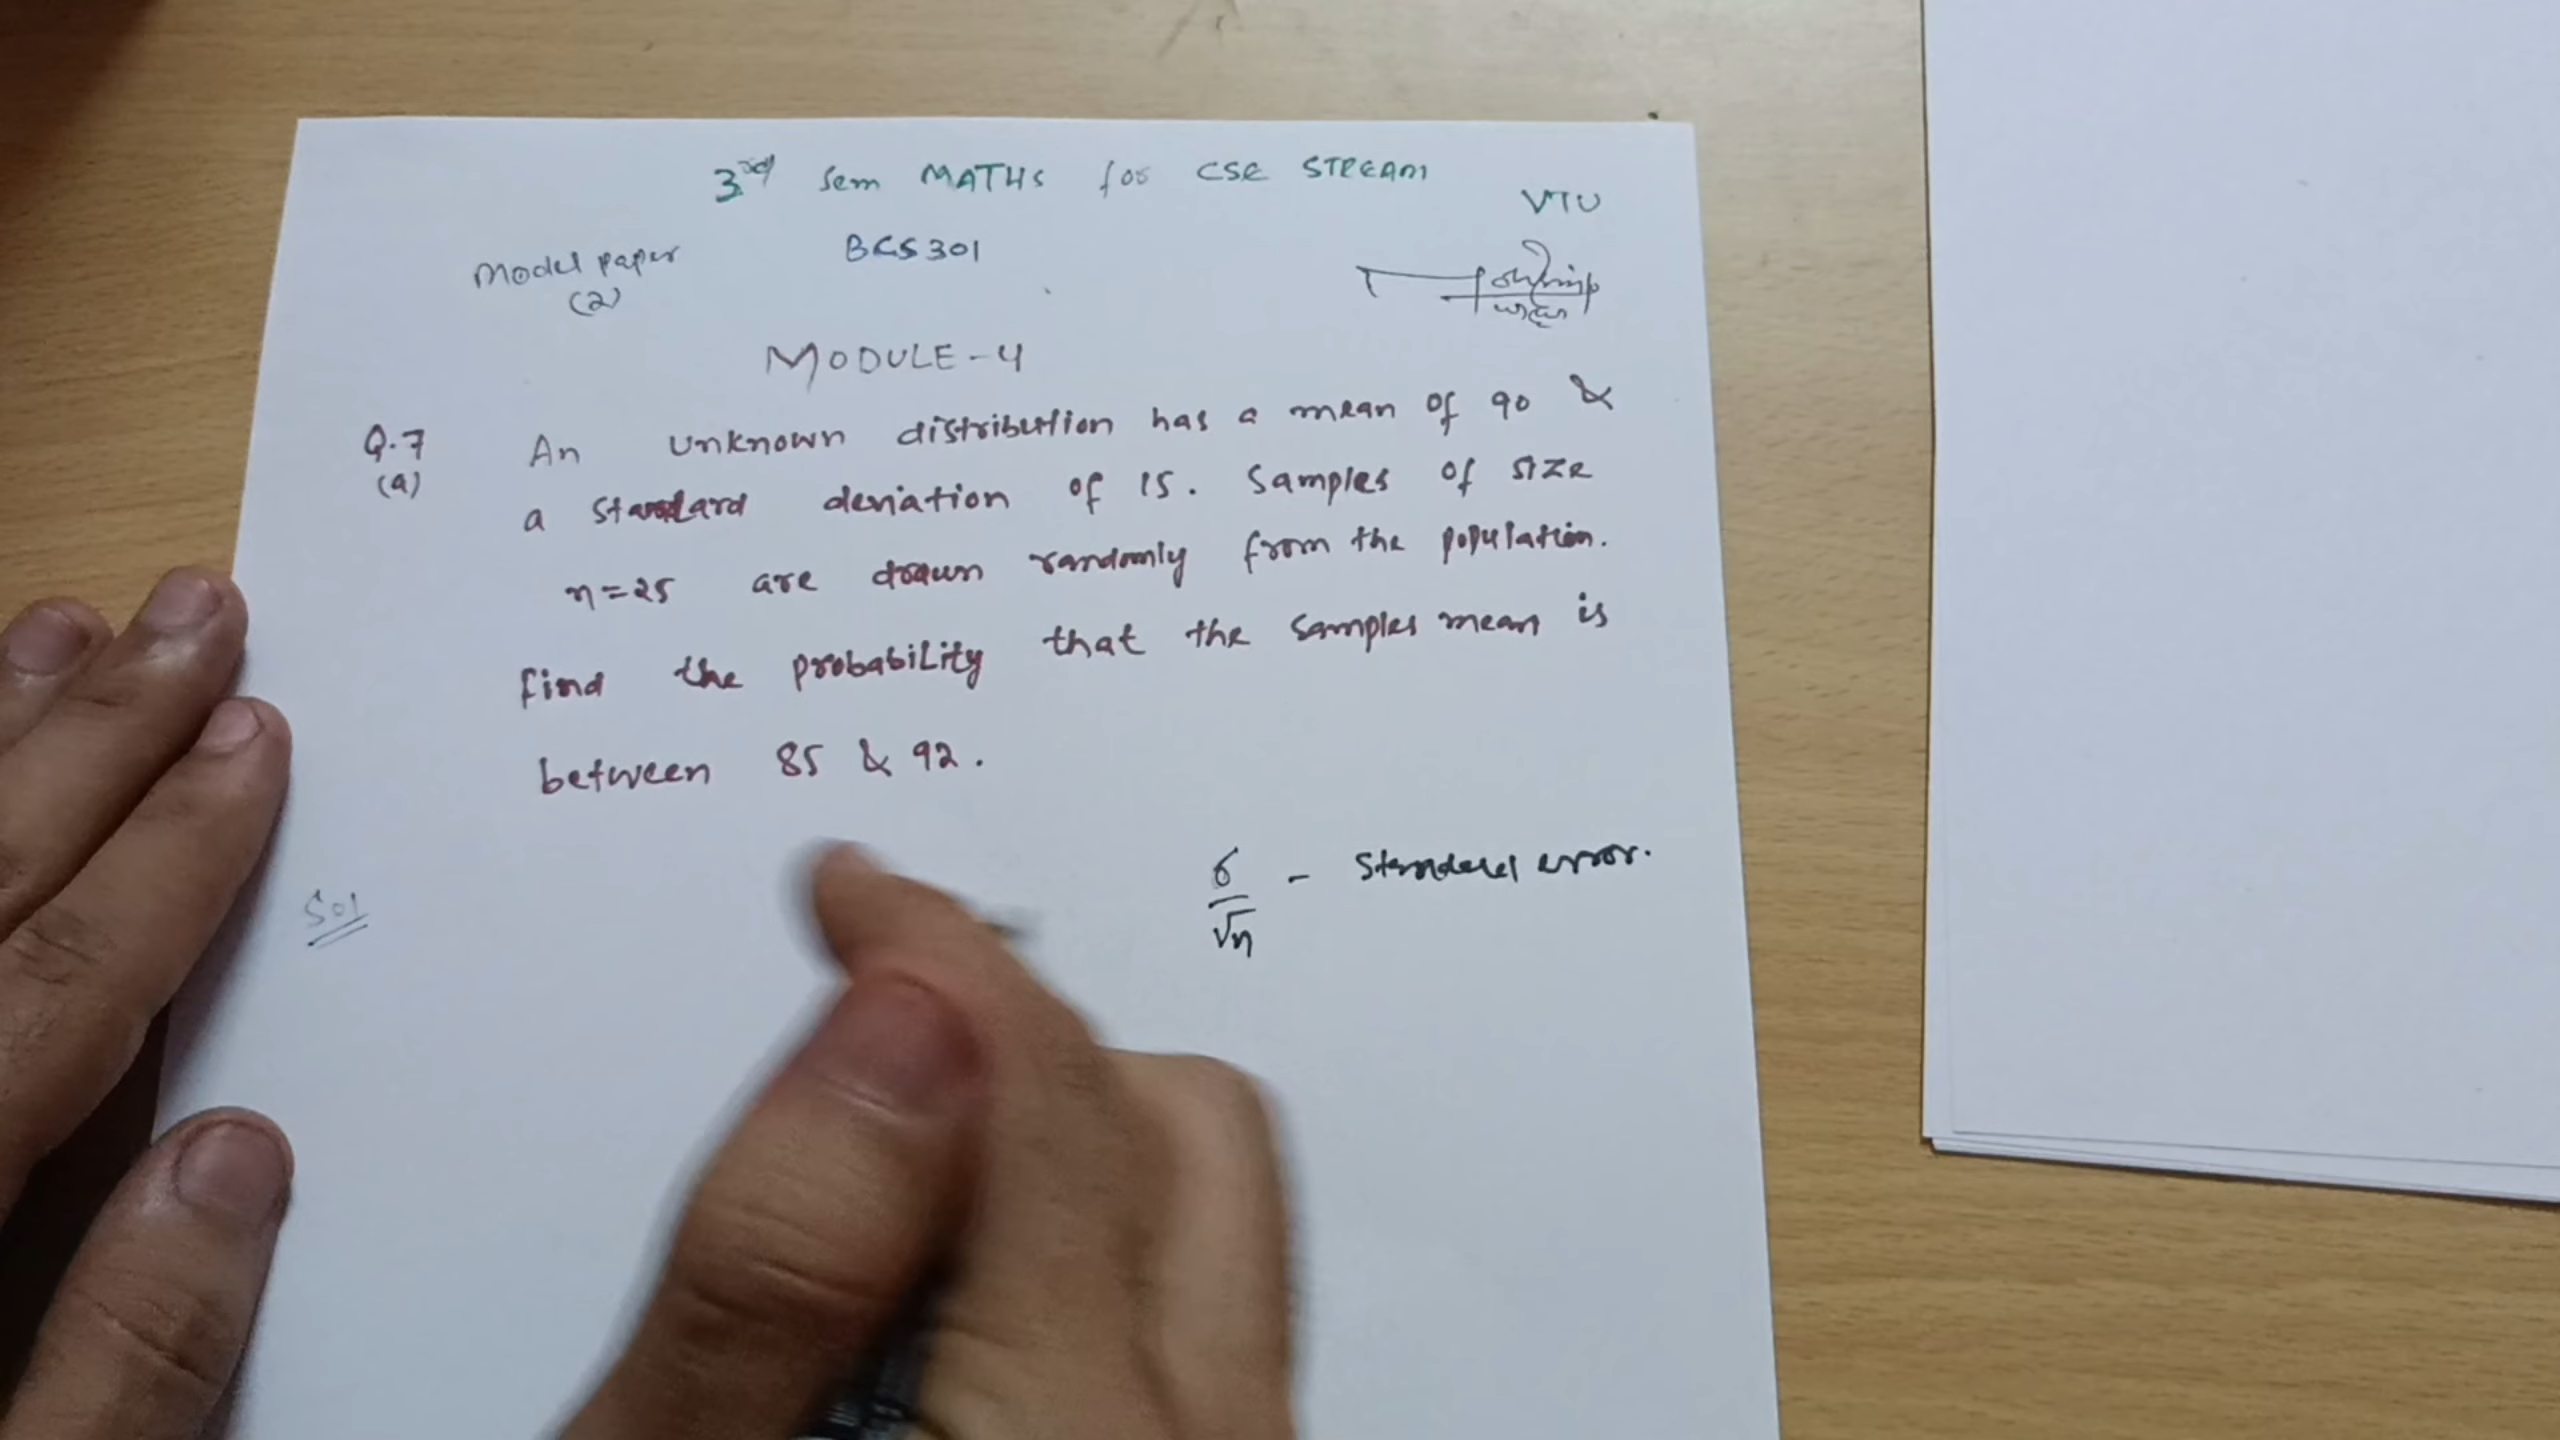 3rd Sem MATHS for CSE STREAM
VTU
Model paper
(2)
BCS301
MODULE-4
Q.7
(a)
An unknown distribution has a mean of 90 &
a standard deviation of 15. Samples of size
n=25 are drawn randomly from the population.
find the probability that the samples mean is
between 85 & 92.
σ/√n - Standard error.
Sol